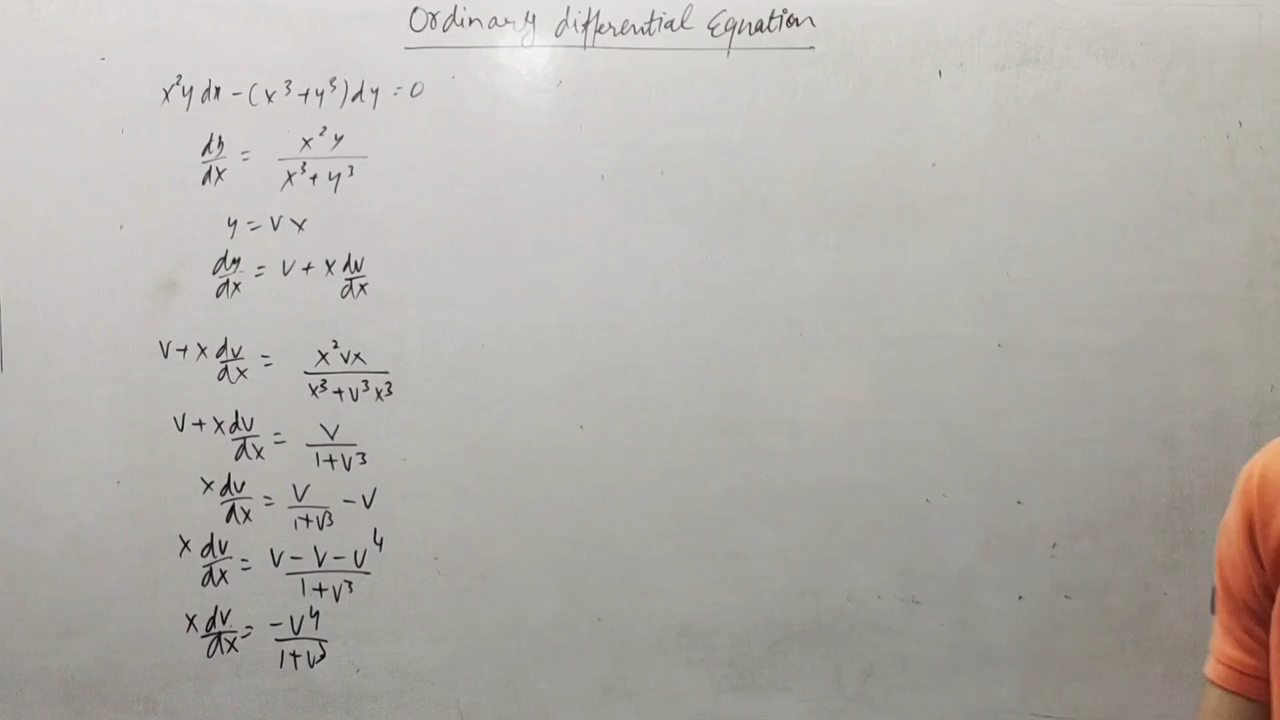 Ordinary differential Equation
x²y dx - (x³+y³)dy = 0
dy/dx = x²y/(x³+y³)
y = vx
dy/dx = v + x dv/dx
v + x dv/dx = x²vx/(x³+v³x³)
v + x dv/dx = v/(1+v³)
x dv/dx = v/(1+v³) - v
x dv/dx = (v-v-v⁴)/(1+v³)
x dv/dx = -v⁴/(1+v³)